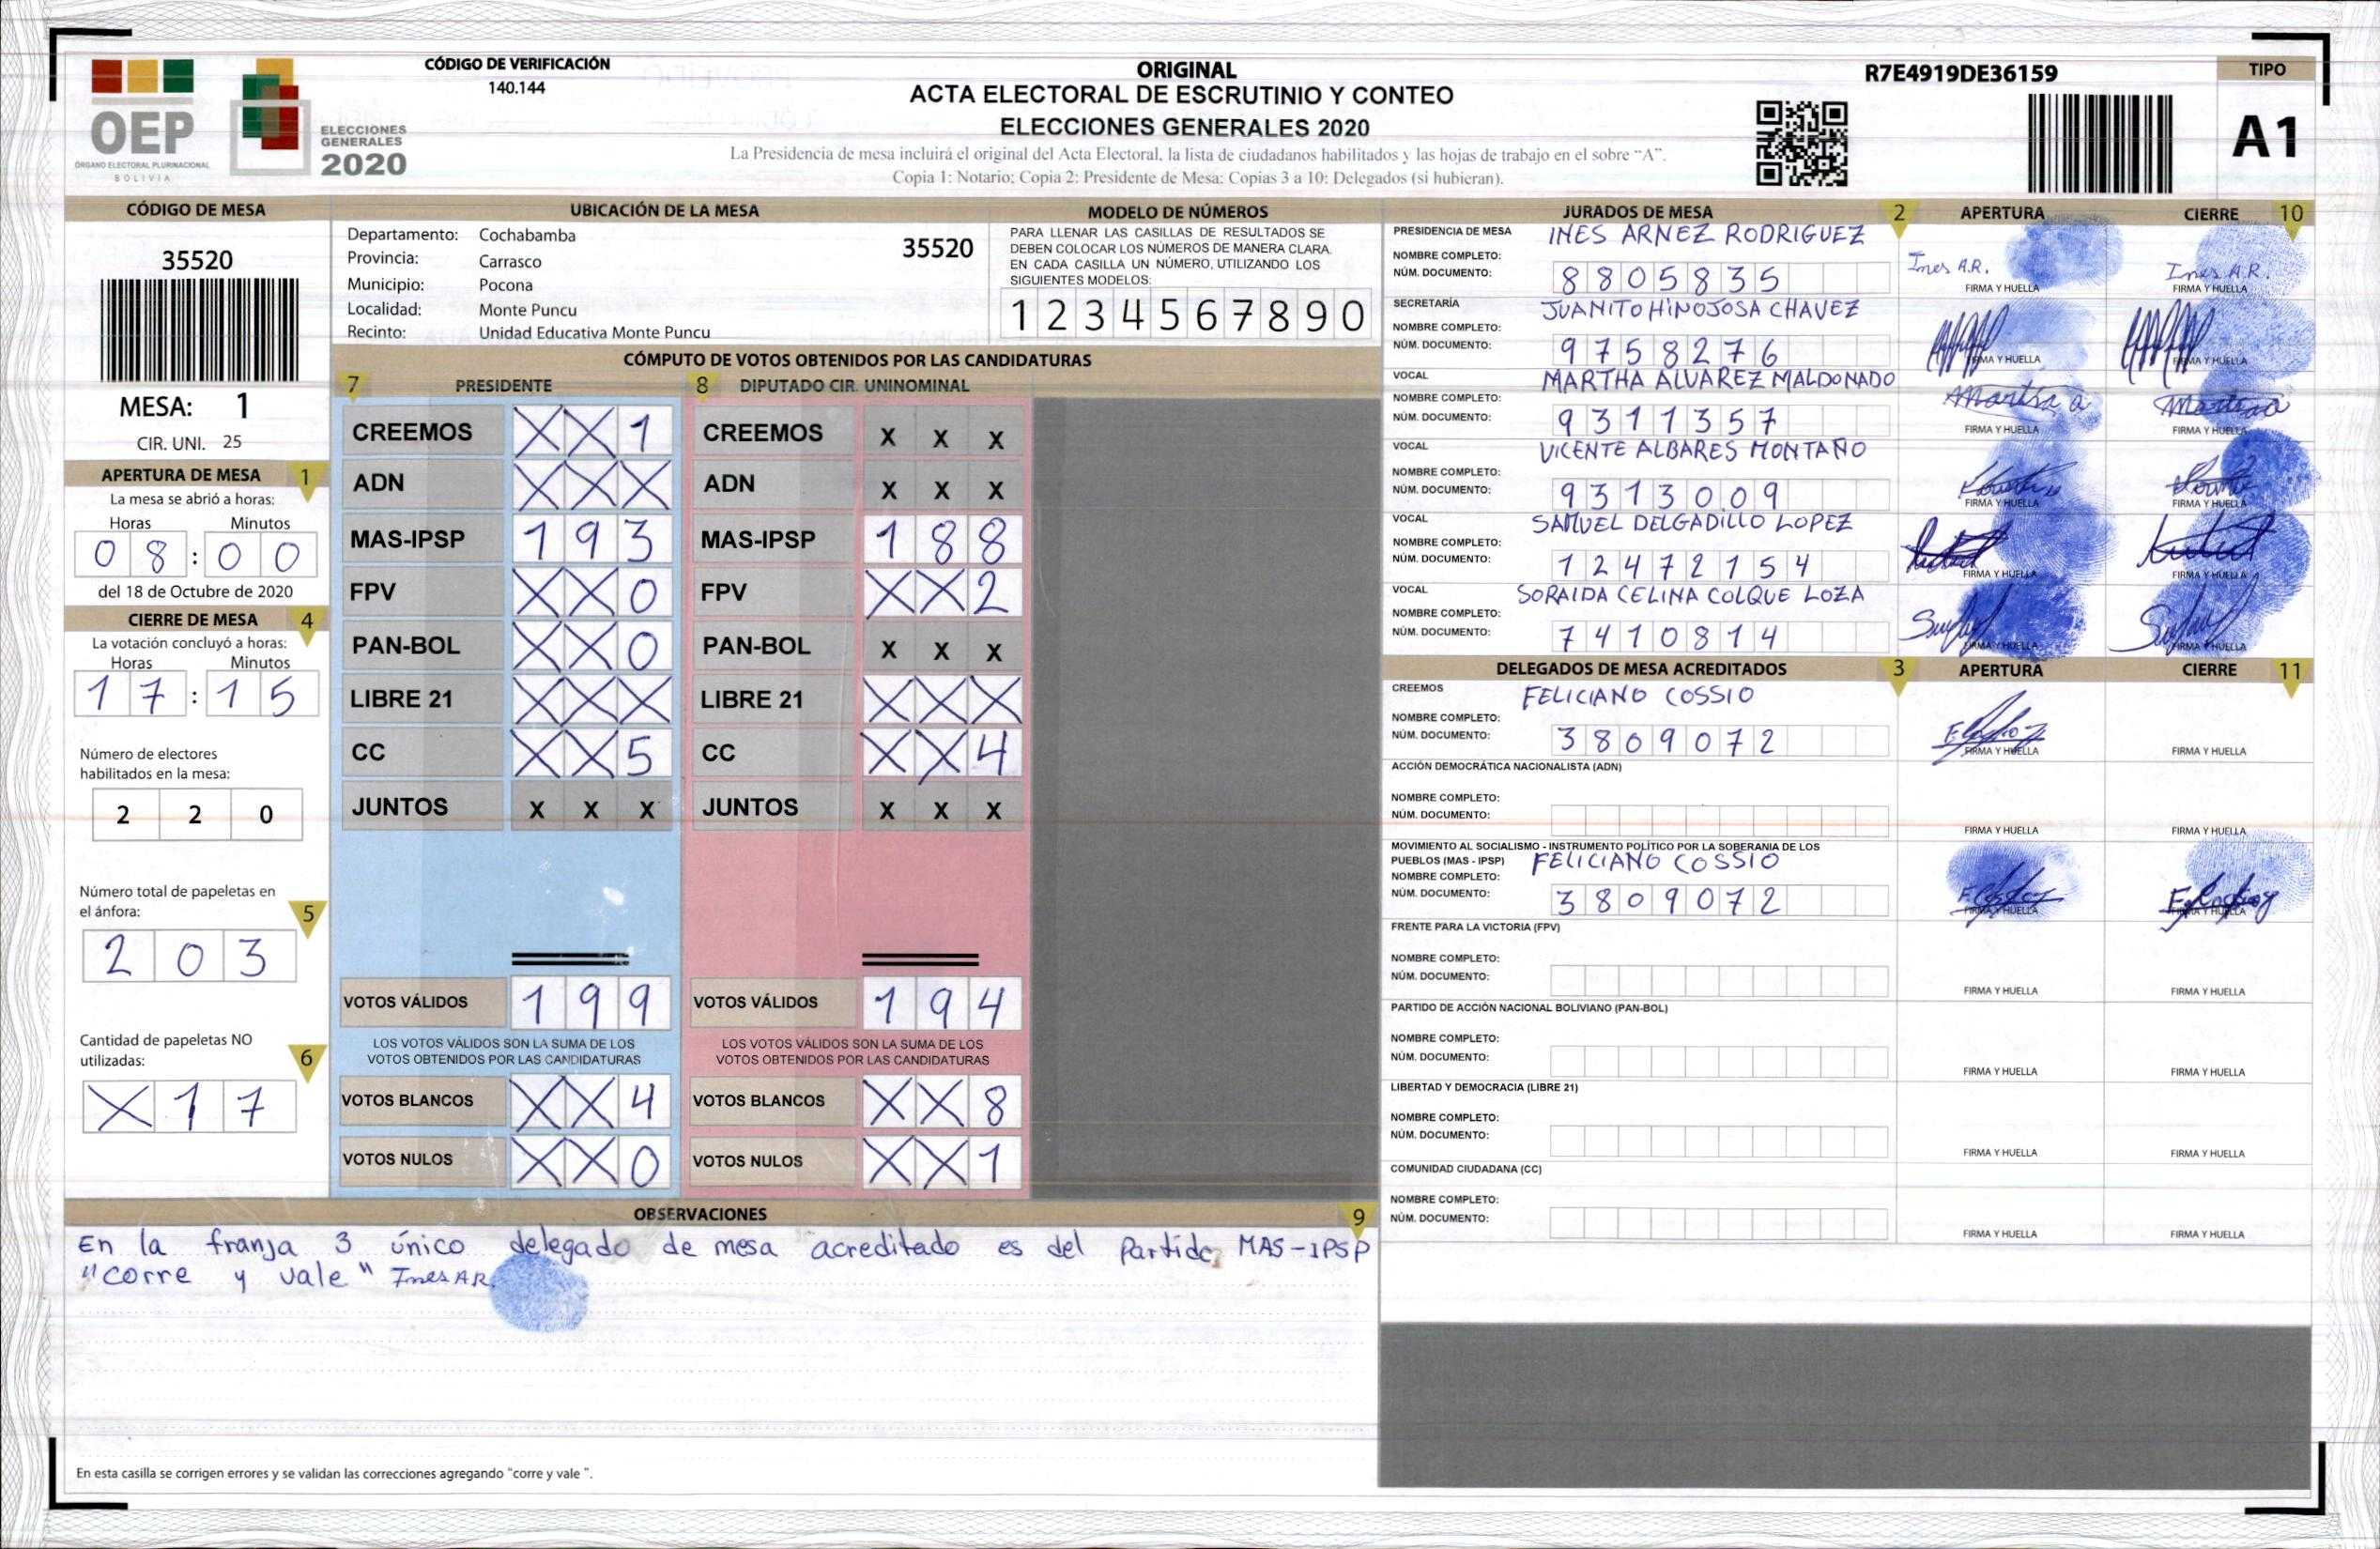 CÓDIGO DE VERIFICACIÓN
140.144
OEP
ÓRGANO ELECTORAL PLURINACIONAL
BOLIVIA
ELECCIONES
GENERALES
2020
ORIGINAL
ACTA ELECTORAL DE ESCRUTINIO Y CONTEO
ELECCIONES GENERALES 2020
La Presidencia de mesa incluirá el original del Acta Electoral, la lista de ciudadanos habilitados y las hojas de trabajo en el sobre "A".
Copia 1: Notario; Copia 2: Presidente de Mesa; Copias 3 a 10: Delegados (si hubieran).
R7E4919DE36159
TIPO
A1
CÓDIGO DE MESA
35520
MESA: 1
CIR. UNI. 25
APERTURA DE MESA 1
La mesa se abrió a horas:
Horas Minutos
08:00
del 18 de Octubre de 2020
CIERRE DE MESA 4
La votación concluyó a horas:
Horas Minutos
17:15
Número de electores
habilitados en la mesa:
2 2 0
Número total de papeletas en
el ánfora: 5
2 0 3
Cantidad de papeletas NO
utilizadas: 6
X 1 7
UBICACIÓN DE LA MESA
Departamento: Cochabamba 35520
Provincia: Carrasco
Municipio: Pocona
Localidad: Monte Puncu
Recinto: Unidad Educativa Monte Puncu
MODELO DE NÚMEROS
PARA LLENAR LAS CASILLAS DE RESULTADOS SE
DEBEN COLOCAR LOS NÚMEROS DE MANERA CLARA.
EN CADA CASILLA UN NÚMERO, UTILIZANDO LOS
SIGUIENTES MODELOS:
1 2 3 4 5 6 7 8 9 0
CÓMPUTO DE VOTOS OBTENIDOS POR LAS CANDIDATURAS
7 PRESIDENTE 8 DIPUTADO CIR. UNINOMINAL
CREEMOS X X 1 CREEMOS X X X
ADN X X X ADN X X X
MAS-IPSP 1 9 3 MAS-IPSP 1 8 8
FPV X X 0 FPV X X 2
PAN-BOL X X 0 PAN-BOL X X X
LIBRE 21 X X X LIBRE 21 X X X
CC X X 5 CC X X 4
JUNTOS X X X JUNTOS X X X
VOTOS VÁLIDOS 1 9 9 VOTOS VÁLIDOS 1 9 4
LOS VOTOS VÁLIDOS SON LA SUMA DE LOS LOS VOTOS VÁLIDOS SON LA SUMA DE LOS
VOTOS OBTENIDOS POR LAS CANDIDATURAS VOTOS OBTENIDOS POR LAS CANDIDATURAS
VOTOS BLANCOS X X 4 VOTOS BLANCOS X X 8
VOTOS NULOS X X 0 VOTOS NULOS X X 1
OBSERVACIONES 9
En la franja 3 único delegado de mesa acreditado es del Partido MAS-IPSP
"corre y vale" Ines A.R.
En esta casilla se corrigen errores y se validan las correcciones agregando "corre y vale ".
JURADOS DE MESA 2 APERTURA CIERRE 10
PRESIDENCIA DE MESA INES ARNEZ RODRIGUEZ
NOMBRE COMPLETO: Ines A.R. Ines A.R.
NÚM. DOCUMENTO: 8805835 FIRMA Y HUELLA FIRMA Y HUELLA
SECRETARÍA JUANITO HINOJOSA CHAVEZ
NOMBRE COMPLETO:
NÚM. DOCUMENTO: 9758276 FIRMA Y HUELLA FIRMA Y HUELLA
VOCAL MARTHA ALVAREZ MALDONADO
NOMBRE COMPLETO: Martha a
NÚM. DOCUMENTO: 9311357 FIRMA Y HUELLA FIRMA Y HUELLA
VOCAL VICENTE ALBARES MONTAÑO
NOMBRE COMPLETO:
NÚM. DOCUMENTO: 9313009 FIRMA Y HUELLA FIRMA Y HUELLA
VOCAL SAMUEL DELGADILLO LOPEZ
NOMBRE COMPLETO:
NÚM. DOCUMENTO: 12472154 FIRMA Y HUELLA FIRMA Y HUELLA
VOCAL SORAIDA CELINA COLQUE LOZA
NOMBRE COMPLETO:
NÚM. DOCUMENTO: 7410814 FIRMA Y HUELLA FIRMA Y HUELLA
DELEGADOS DE MESA ACREDITADOS 3 APERTURA CIERRE 11
CREEMOS FELICIANO COSSIO
NOMBRE COMPLETO:
NÚM. DOCUMENTO: 3809072 FIRMA Y HUELLA FIRMA Y HUELLA
ACCIÓN DEMOCRÁTICA NACIONALISTA (ADN)
NOMBRE COMPLETO:
NÚM. DOCUMENTO: FIRMA Y HUELLA FIRMA Y HUELLA
MOVIMIENTO AL SOCIALISMO - INSTRUMENTO POLÍTICO POR LA SOBERANIA DE LOS
PUEBLOS (MAS - IPSP) FELICIANO COSSIO
NOMBRE COMPLETO:
NÚM. DOCUMENTO: 3809072 FIRMA Y HUELLA FIRMA Y HUELLA
FRENTE PARA LA VICTORIA (FPV)
NOMBRE COMPLETO:
NÚM. DOCUMENTO: FIRMA Y HUELLA FIRMA Y HUELLA
PARTIDO DE ACCIÓN NACIONAL BOLIVIANO (PAN-BOL)
NOMBRE COMPLETO:
NÚM. DOCUMENTO: FIRMA Y HUELLA FIRMA Y HUELLA
LIBERTAD Y DEMOCRACIA (LIBRE 21)
NOMBRE COMPLETO:
NÚM. DOCUMENTO: FIRMA Y HUELLA FIRMA Y HUELLA
COMUNIDAD CIUDADANA (CC)
NOMBRE COMPLETO:
NÚM. DOCUMENTO: FIRMA Y HUELLA FIRMA Y HUELLA